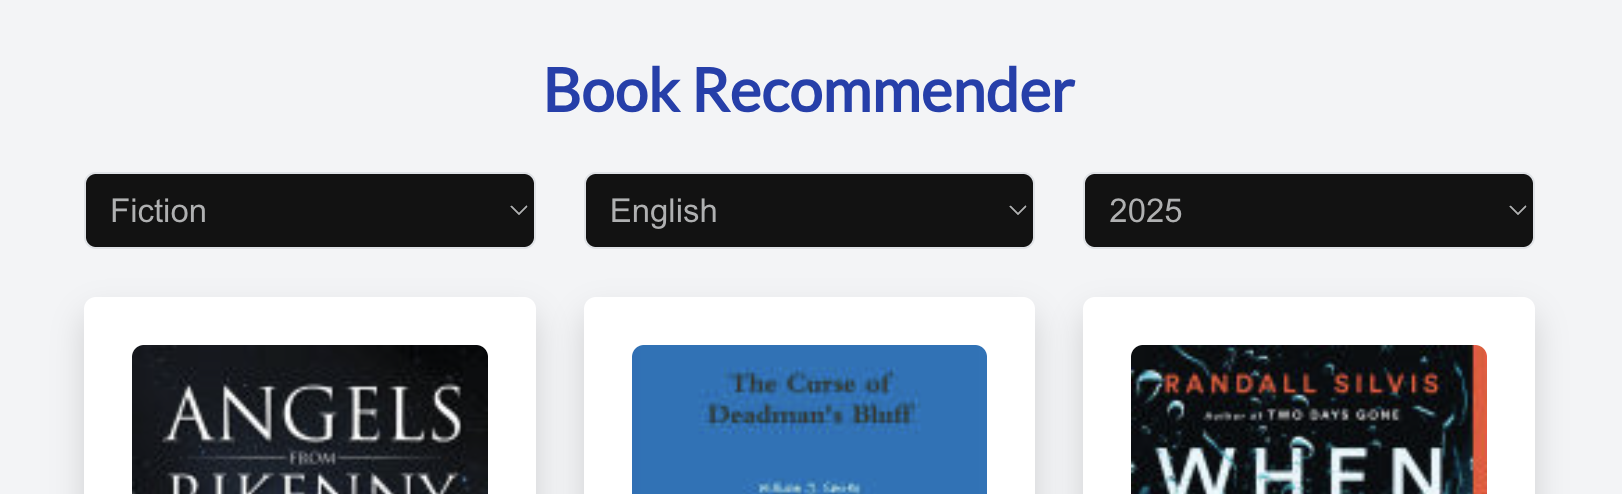 Book Recommender
Fiction
English
2025
ANGELS
FROM
The Curse of
Deadman's Bluff
RANDALL SILVIS
Author of TWO DAYS GONE
WHEN